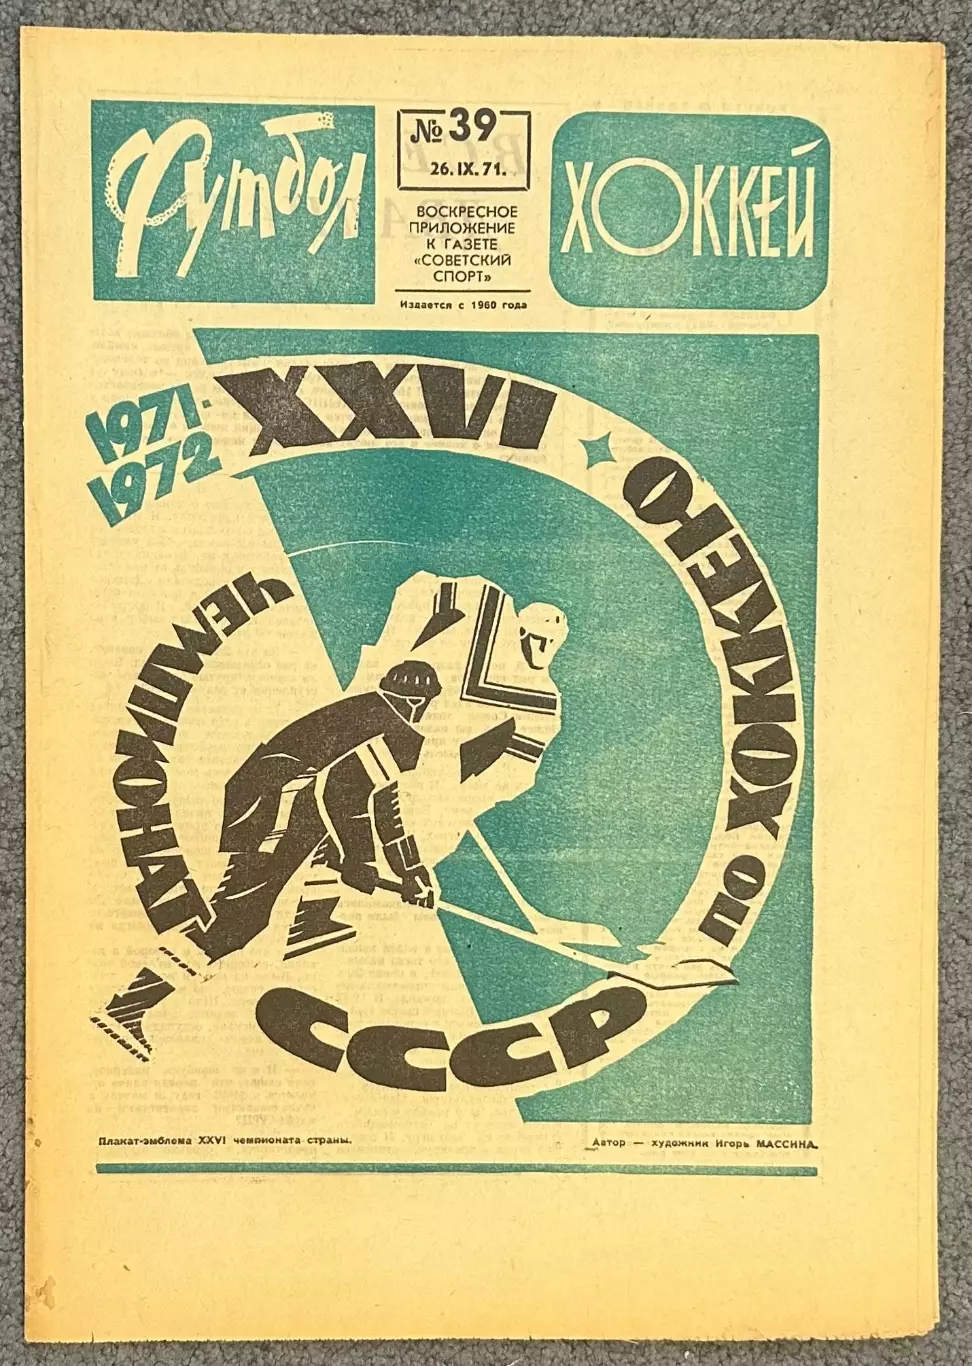 Футбол
№ 39
26.IX.71.
ВОСКРЕСНОЕ
ПРИЛОЖЕНИЕ
К ГАЗЕТЕ
«СОВЕТСКИЙ
СПОРТ»
Издается с 1960 года
ХОККЕЙ
1971-
1972
XXVI
ЧЕМПИОНАТ
СССР
ПО ХОККЕЮ
Плакат-эмблема XXVI чемпионата страны.
Автор — художник Игорь МАССИНА.